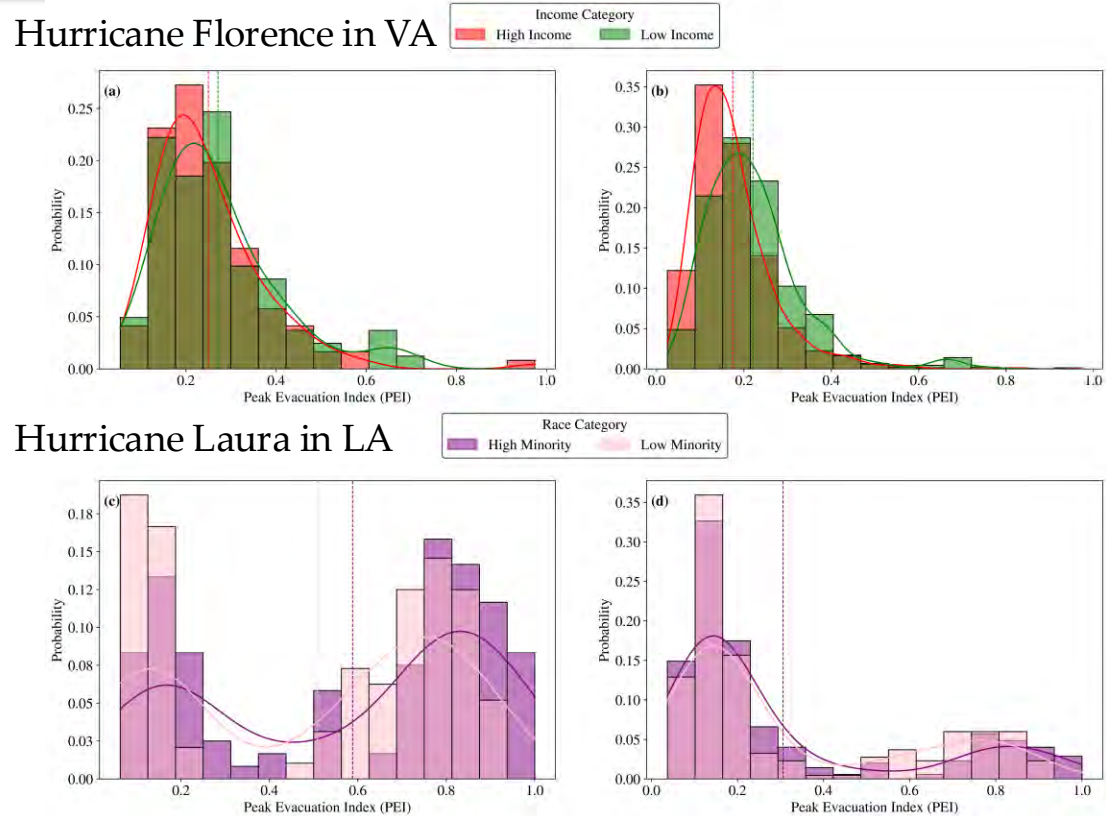 Hurricane Florence in VA
Income Category
High Income Low Income
(a)
0.25
0.20
0.15
0.10
0.05
0.00
Probability
0.2 0.4 0.6 0.8 1.0
Peak Evacuation Index (PEI)
(b)
0.35
0.30
0.25
0.20
0.15
0.10
0.05
0.00
Probability
0.0 0.2 0.4 0.6 0.8 1.0
Peak Evacuation Index (PEI)
Hurricane Laura in LA
Race Category
High Minority Low Minority
(c)
0.18
0.15
0.12
0.10
0.08
0.05
0.03
0.00
Probability
0.2 0.4 0.6 0.8 1.0
Peak Evacuation Index (PEI)
(d)
0.35
0.30
0.25
0.20
0.15
0.10
0.05
0.00
Probability
0.0 0.2 0.4 0.6 0.8 1.0
Peak Evacuation Index (PEI)